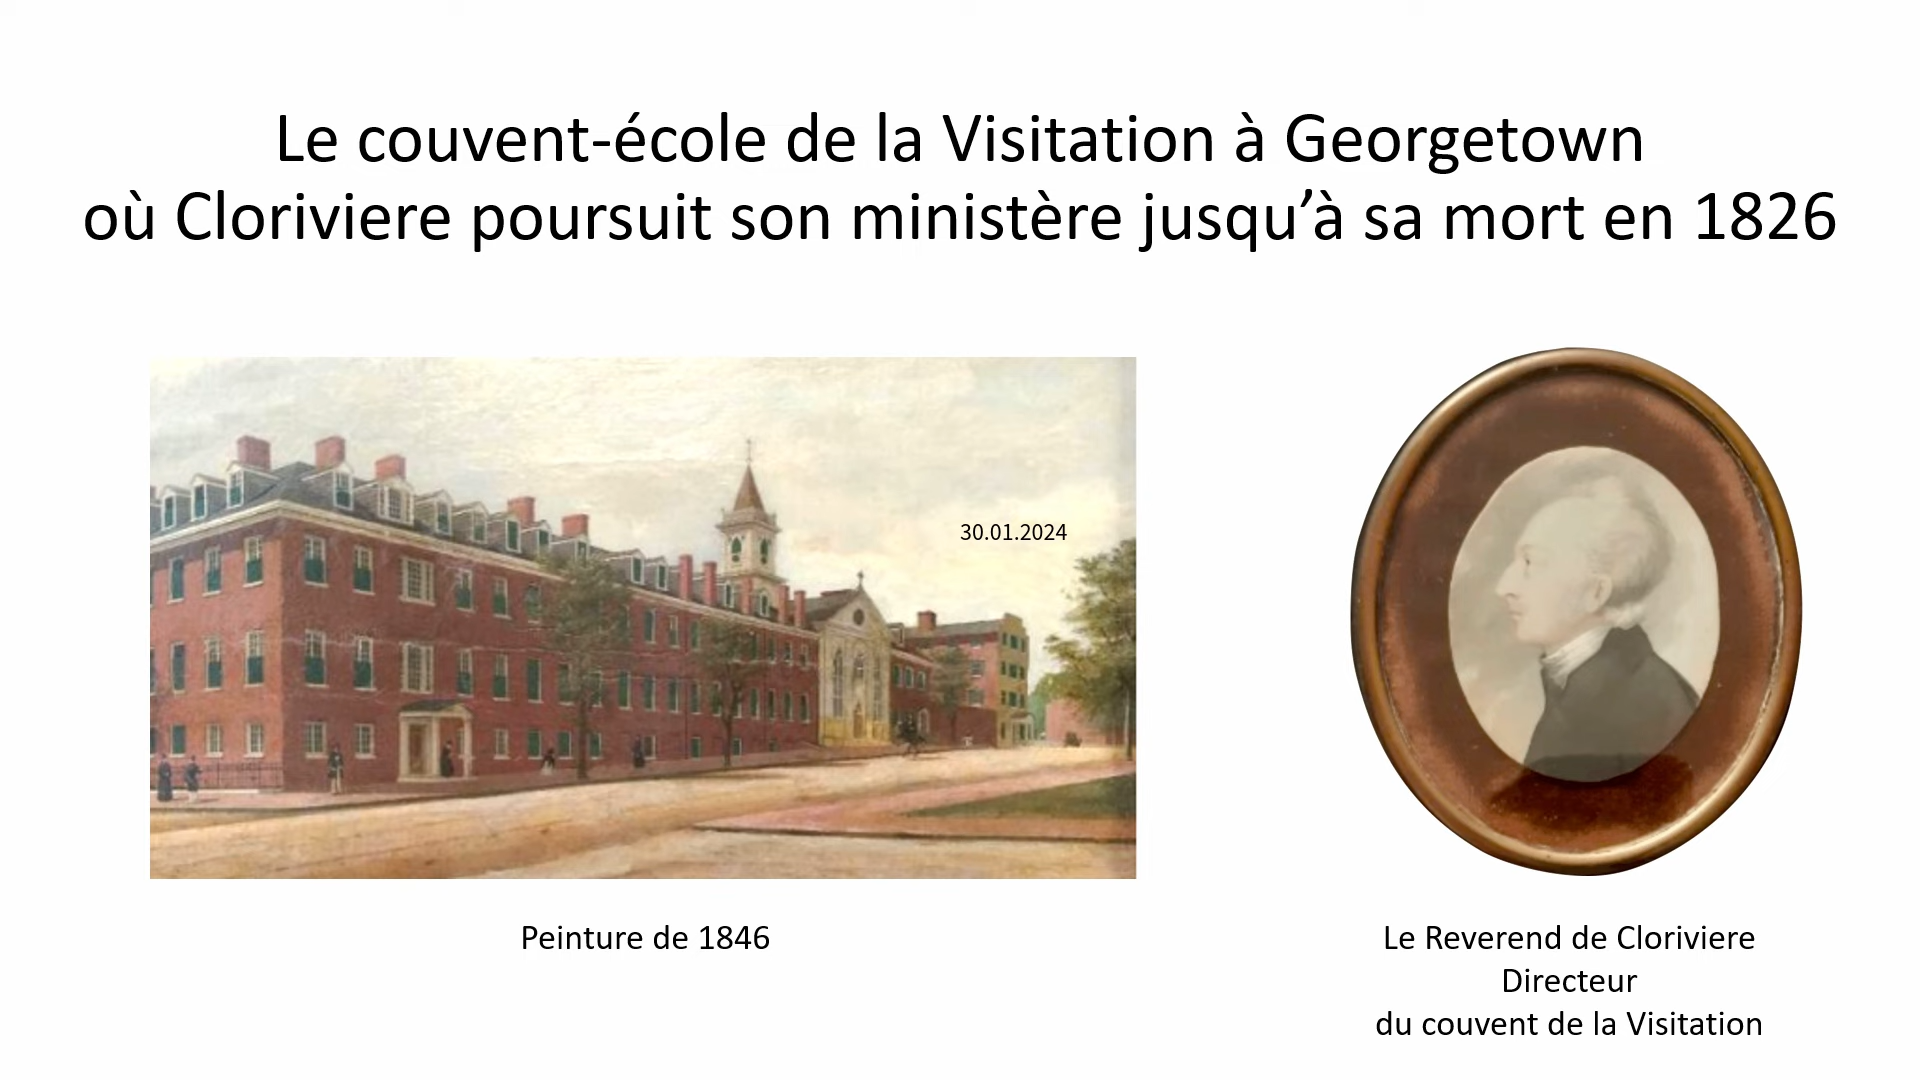 Le couvent-école de la Visitation à Georgetown
où Cloriviere poursuit son ministère jusqu’à sa mort en 1826
30.01.2024
Peinture de 1846
Le Reverend de Cloriviere
Directeur
du couvent de la Visitation